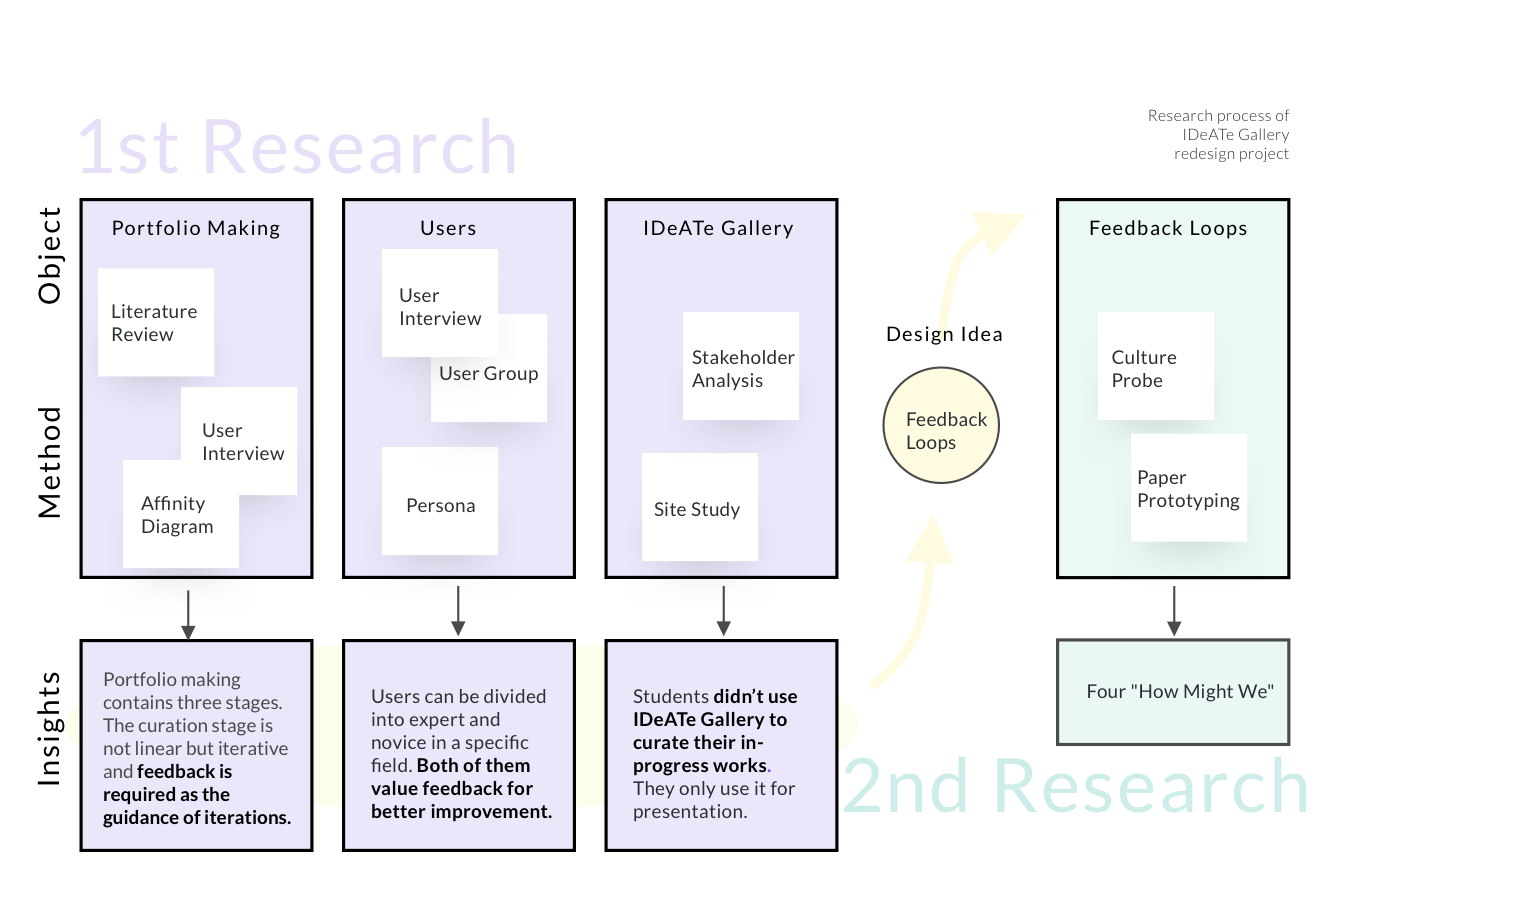 1st Research
Research process of
IDeATe Gallery
redesign project
Object
Method
Insights
Portfolio Making
Literature
Review
User
Interview
Affinity
Diagram
Users
User
Interview
User Group
Persona
IDeATe Gallery
Stakeholder
Analysis
Site Study
Design Idea
Feedback
Loops
Feedback Loops
Culture
Probe
Paper
Prototyping
Portfolio making
contains three stages.
The curation stage is
not linear but iterative
and feedback is
required as the
guidance of iterations.
Users can be divided
into expert and
novice in a specific
field. Both of them
value feedback for
better improvement.
Students didn't use
IDeATe Gallery to
curate their in-
progress works.
They only use it for
presentation.
Four "How Might We"
2nd Research